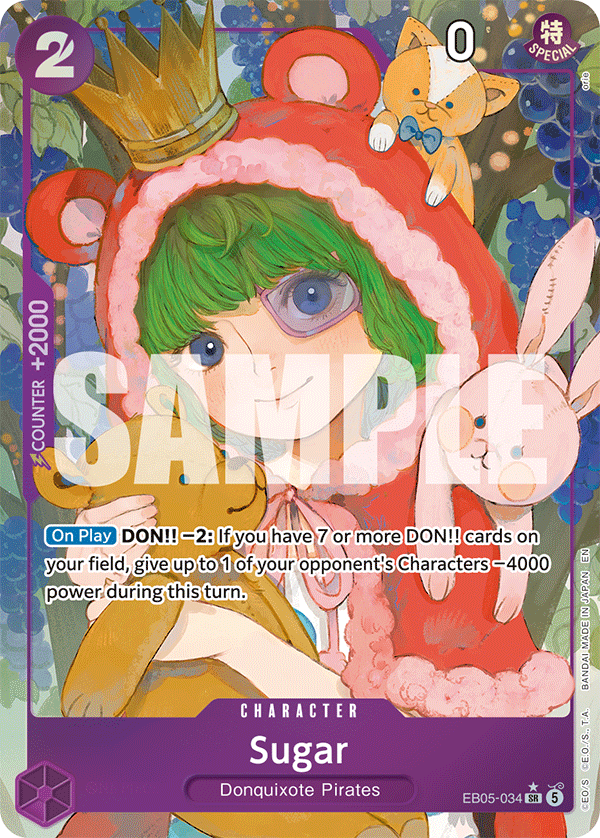 2
0
特
SPECIAL
orie
COUNTER +2000
SAMPLE
On Play DON!! −2: If you have 7 or more DON!! cards on
your field, give up to 1 of your opponent's Characters −4000
power during this turn.
BANDAI MADE IN JAPAN EN
©E.O./S., T.A.
©EO/S
CHARACTER
Sugar
Donquixote Pirates
EB05-034 SR 5